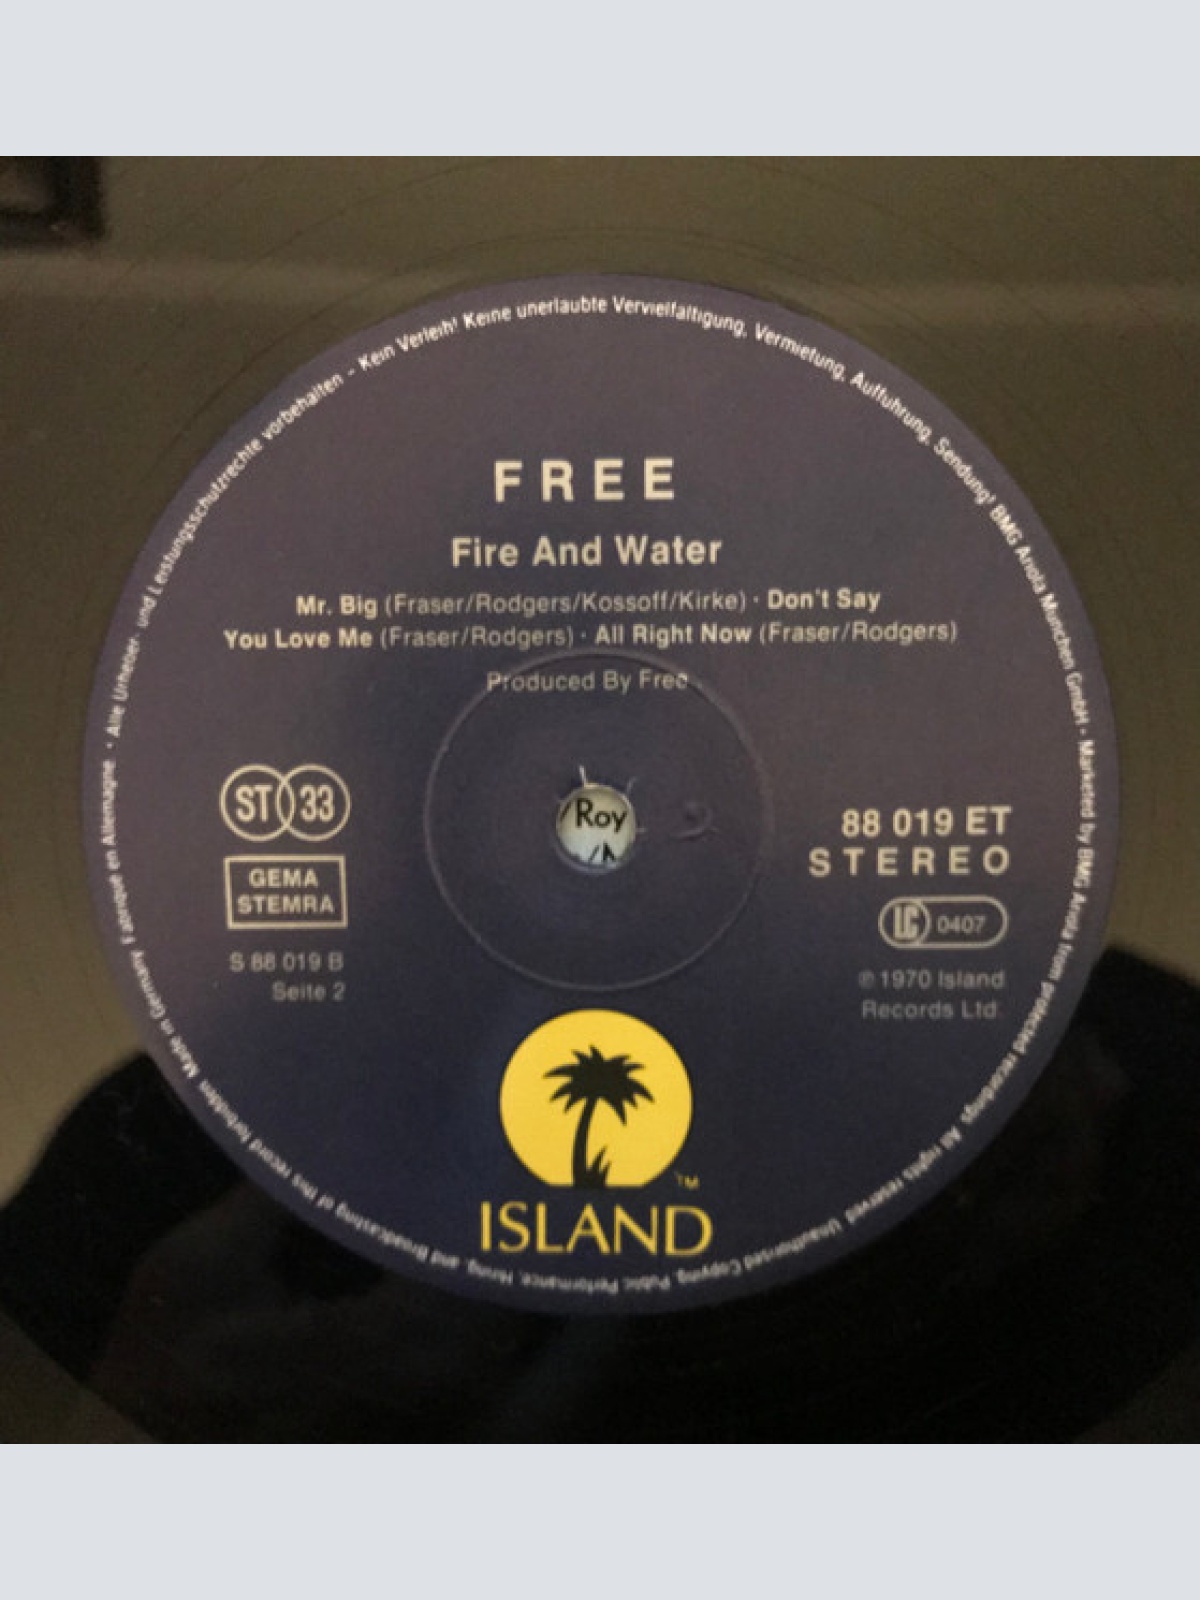 Alle Urheber- und Leistungsschutzrechte vorbehalten - Kein Verleih! Keine unerlaubte Vervielfältigung, Vermietung, Aufführung, Sendung! BMG Ariola München GmbH · Marketed by BMG Ariola from protected recordings. All rights reserved. Unauthorised Copying, Public Performance, Hiring, and Broadcasting of this record forbidden. Made in Germany Fabriqué en Allemagne ·
FREE
Fire And Water
Mr. Big (Fraser/Rodgers/Kossoff/Kirke) · Don't Say
You Love Me (Fraser/Rodgers) · All Right Now (Fraser/Rodgers)
Produced By Free
ST 33
GEMA
STEMRA
S 88 019 B
Seite 2
Roy
88 019 ET
STEREO
LC 0407
℗ 1970 Island
Records Ltd.
TM
ISLAND